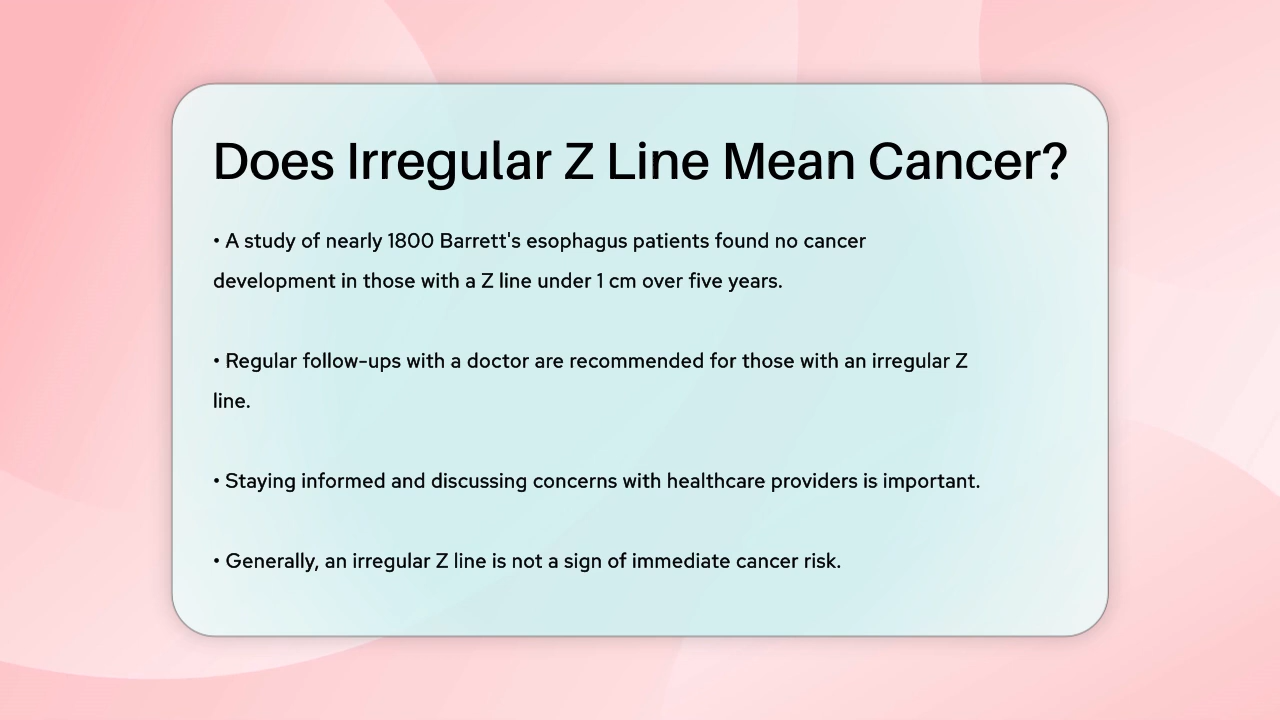 Does Irregular Z Line Mean Cancer?
• A study of nearly 1800 Barrett's esophagus patients found no cancer
development in those with a Z line under 1 cm over five years.
• Regular follow-ups with a doctor are recommended for those with an irregular Z
line.
• Staying informed and discussing concerns with healthcare providers is important.
• Generally, an irregular Z line is not a sign of immediate cancer risk.